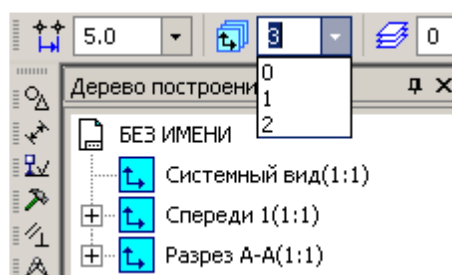 5.0 3 0
0
Дерево построени
1
2
БЕЗ ИМЕНИ
Системный вид(1:1)
Спереди 1(1:1)
Разрез А-А(1:1)